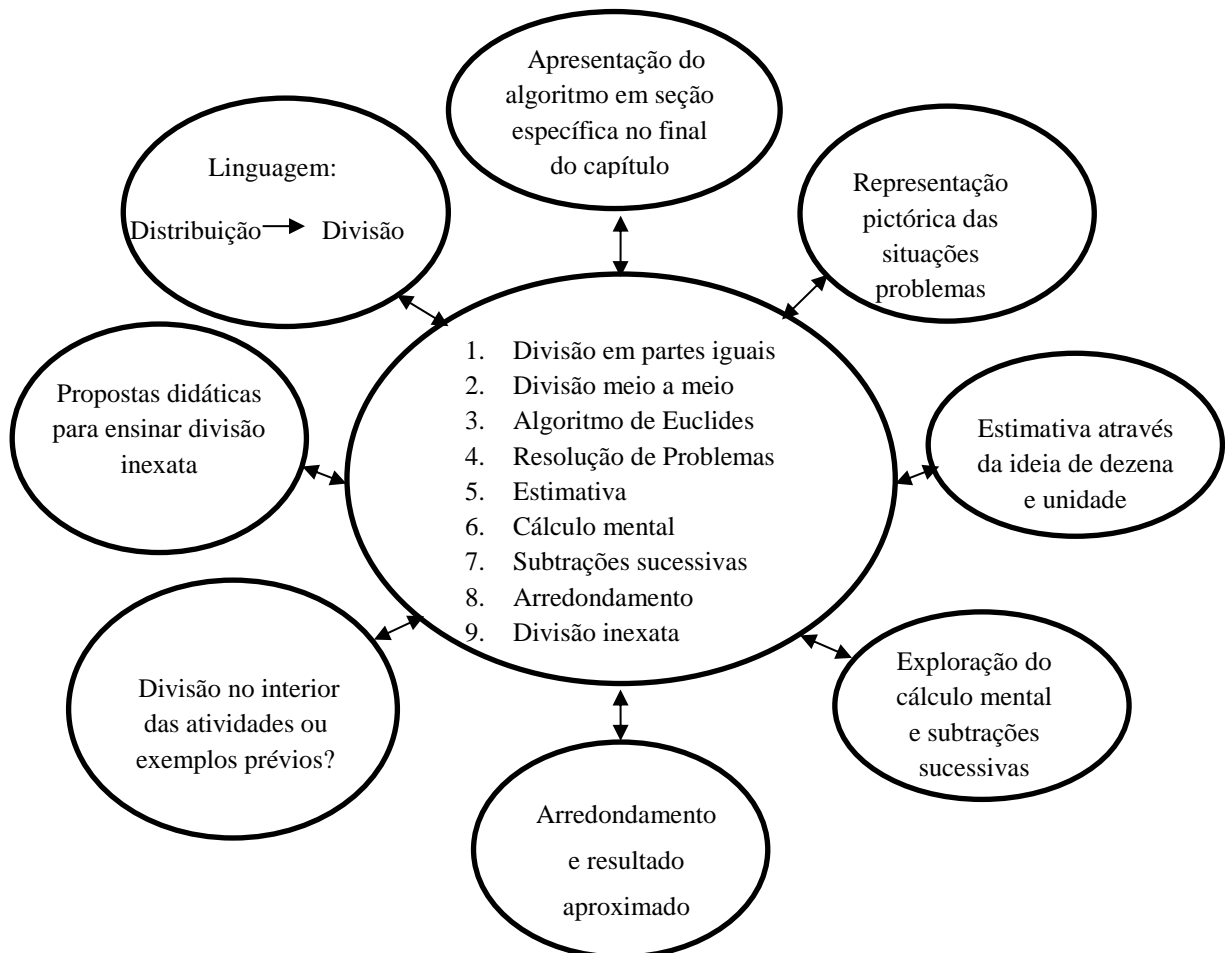 Apresentação do
algoritmo em seção
específica no final
do capítulo
Linguagem:
Distribuição Divisão
Representação
pictórica das
situações
problemas
Propostas didáticas
para ensinar divisão
inexata
1. Divisão em partes iguais
2. Divisão meio a meio
3. Algoritmo de Euclides
4. Resolução de Problemas
5. Estimativa
6. Cálculo mental
7. Subtrações sucessivas
8. Arredondamento
9. Divisão inexata
Estimativa através
da ideia de dezena
e unidade
Divisão no interior
das atividades ou
exemplos prévios?
Exploração do
cálculo mental
e subtrações
sucessivas
Arredondamento
e resultado
aproximado